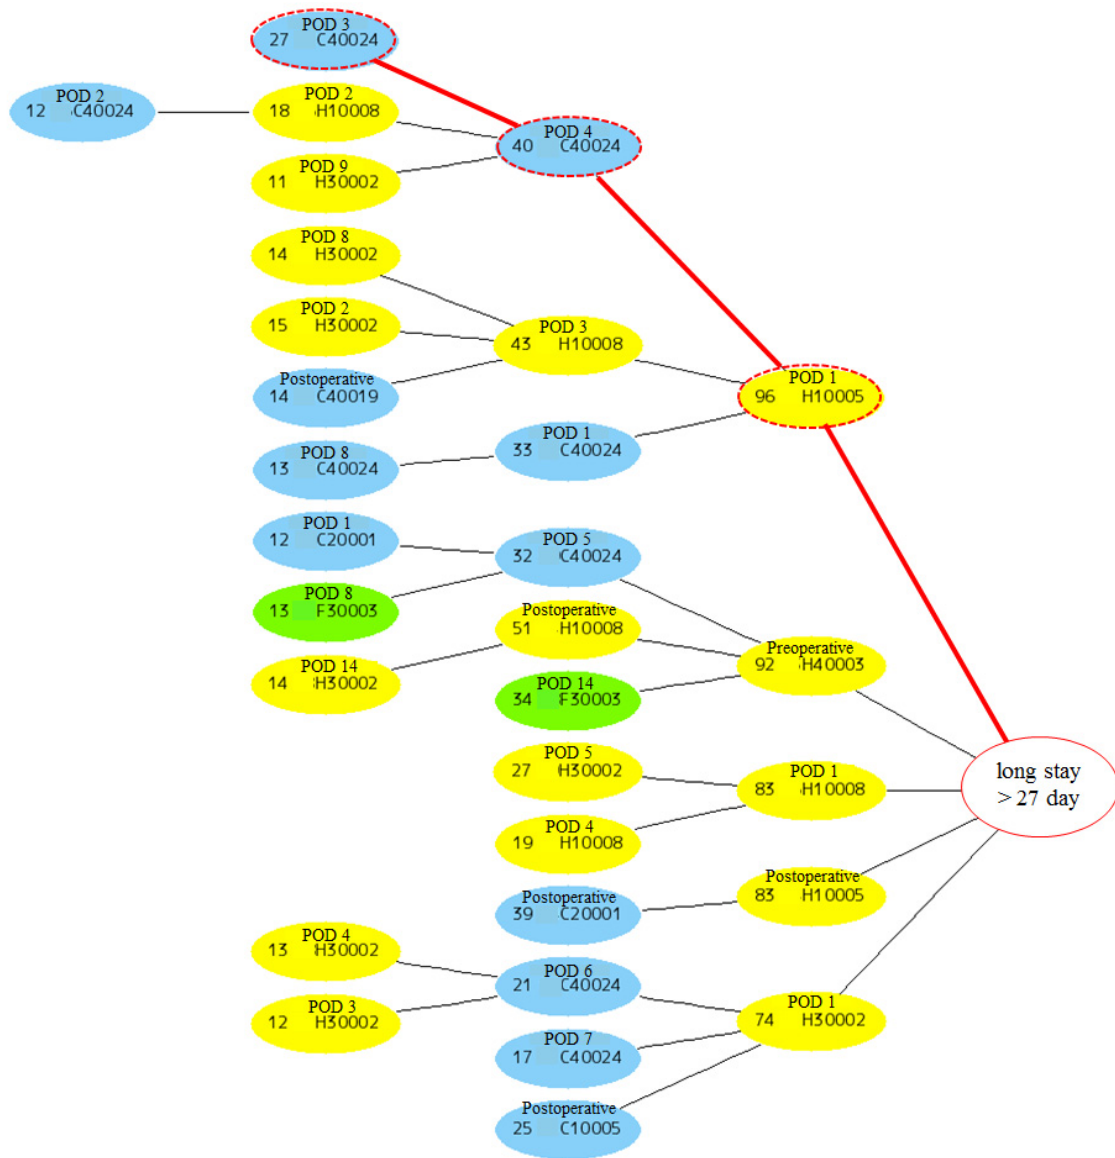 POD 3
27 C40024
POD 2
12 C40024
POD 2
18 H10008
POD 4
40 C40024
POD 9
11 H30002
POD 8
14 H30002
POD 2
15 H30002
POD 3
43 H10008
Postoperative
14 C40019
POD 1
96 H10005
POD 8
13 C40024
POD 1
33 C40024
POD 1
12 C20001
POD 5
32 C40024
POD 8
13 F30003
Postoperative
51 H10008
POD 14
14 H30002
Preoperative
92 H40003
POD 14
34 F30003
POD 5
27 H30002
POD 1
83 H10008
long stay
> 27 day
POD 4
19 H10008
Postoperative
39 C20001
Postoperative
83 H10005
POD 4
13 H30002
POD 6
21 C40024
POD 3
12 H30002
POD 1
74 H30002
POD 7
17 C40024
Postoperative
25 C10005